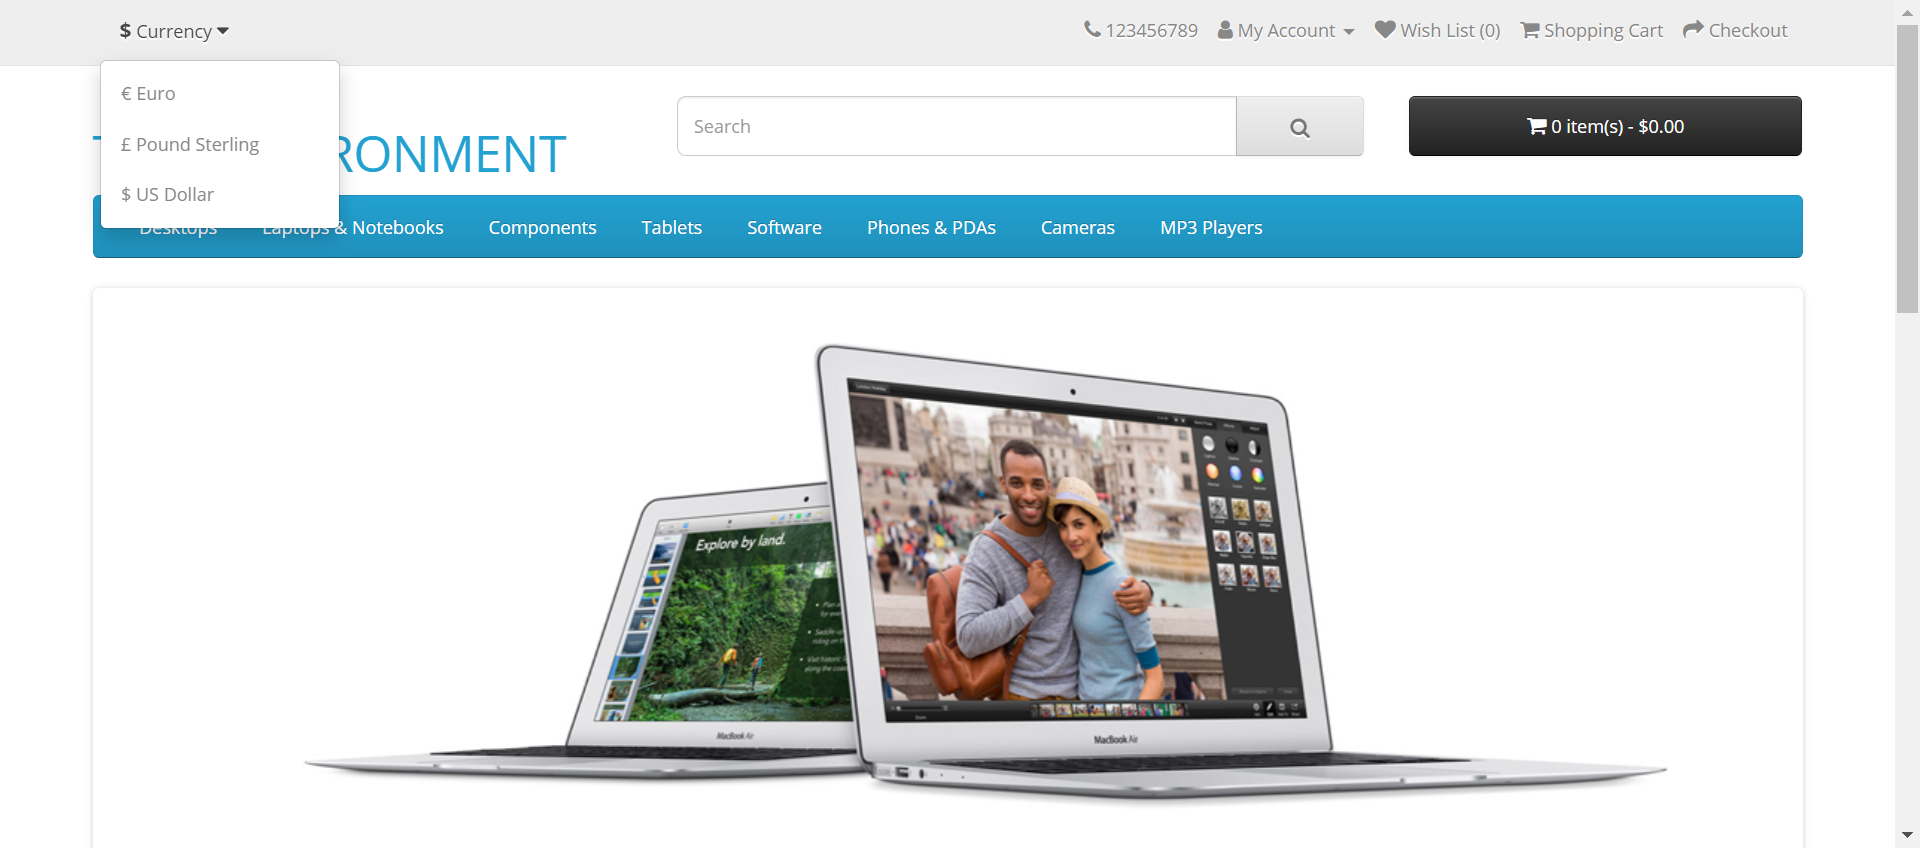 $ Currency
123456789 My Account Wish List (0) Shopping Cart Checkout
€ Euro
£ Pound Sterling
$ US Dollar
RONMENT
Search
0 item(s) - $0.00
Desktops Laptops & Notebooks Components Tablets Software Phones & PDAs Cameras MP3 Players
Explore by land.
MacBook Air
MacBook Air